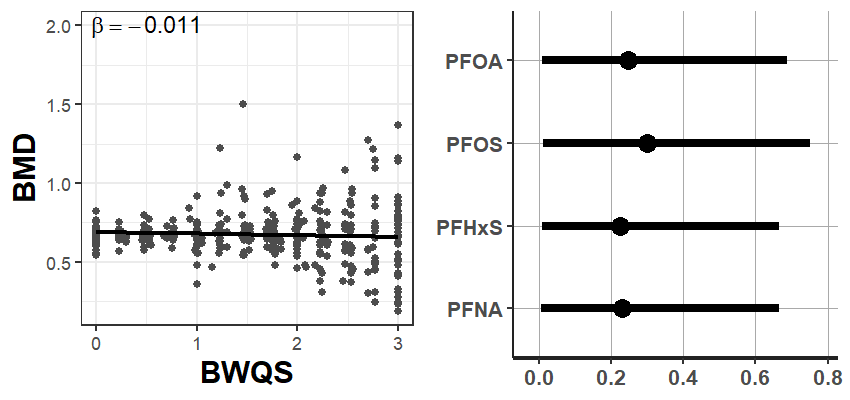 β = −0.011
2.0
1.5
1.0
0.5
BMD
0 1 2 3
BWQS
PFOA
PFOS
PFHxS
PFNA
0.0 0.2 0.4 0.6 0.8